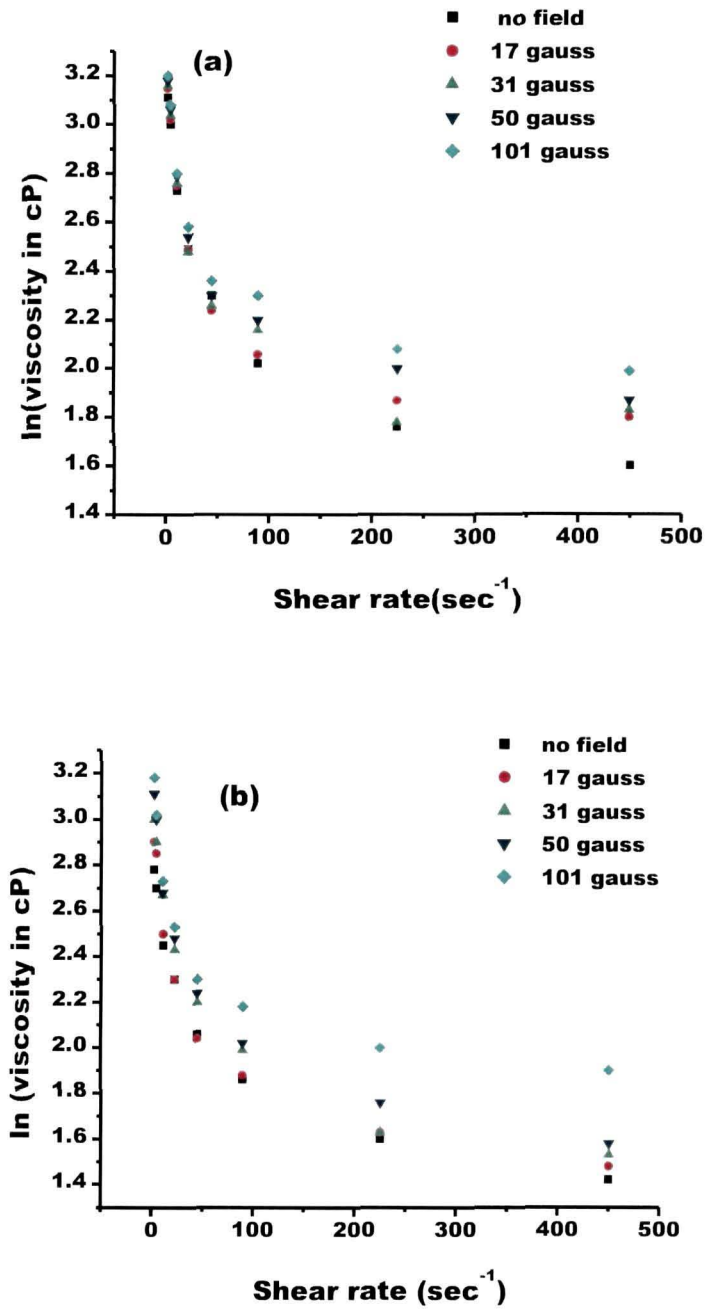 no field
17 gauss
31 gauss
50 gauss
101 gauss
(a)
ln(viscosity in cP)
3.2
3.0
2.8
2.6
2.4
2.2
2.0
1.8
1.6
1.4
0 100 200 300 400 500
Shear rate(sec⁻¹)
no field
17 gauss
31 gauss
50 gauss
101 gauss
(b)
ln (viscosity in cP)
3.2
3.0
2.8
2.6
2.4
2.2
2.0
1.8
1.6
1.4
0 100 200 300 400 500
Shear rate (sec⁻¹)